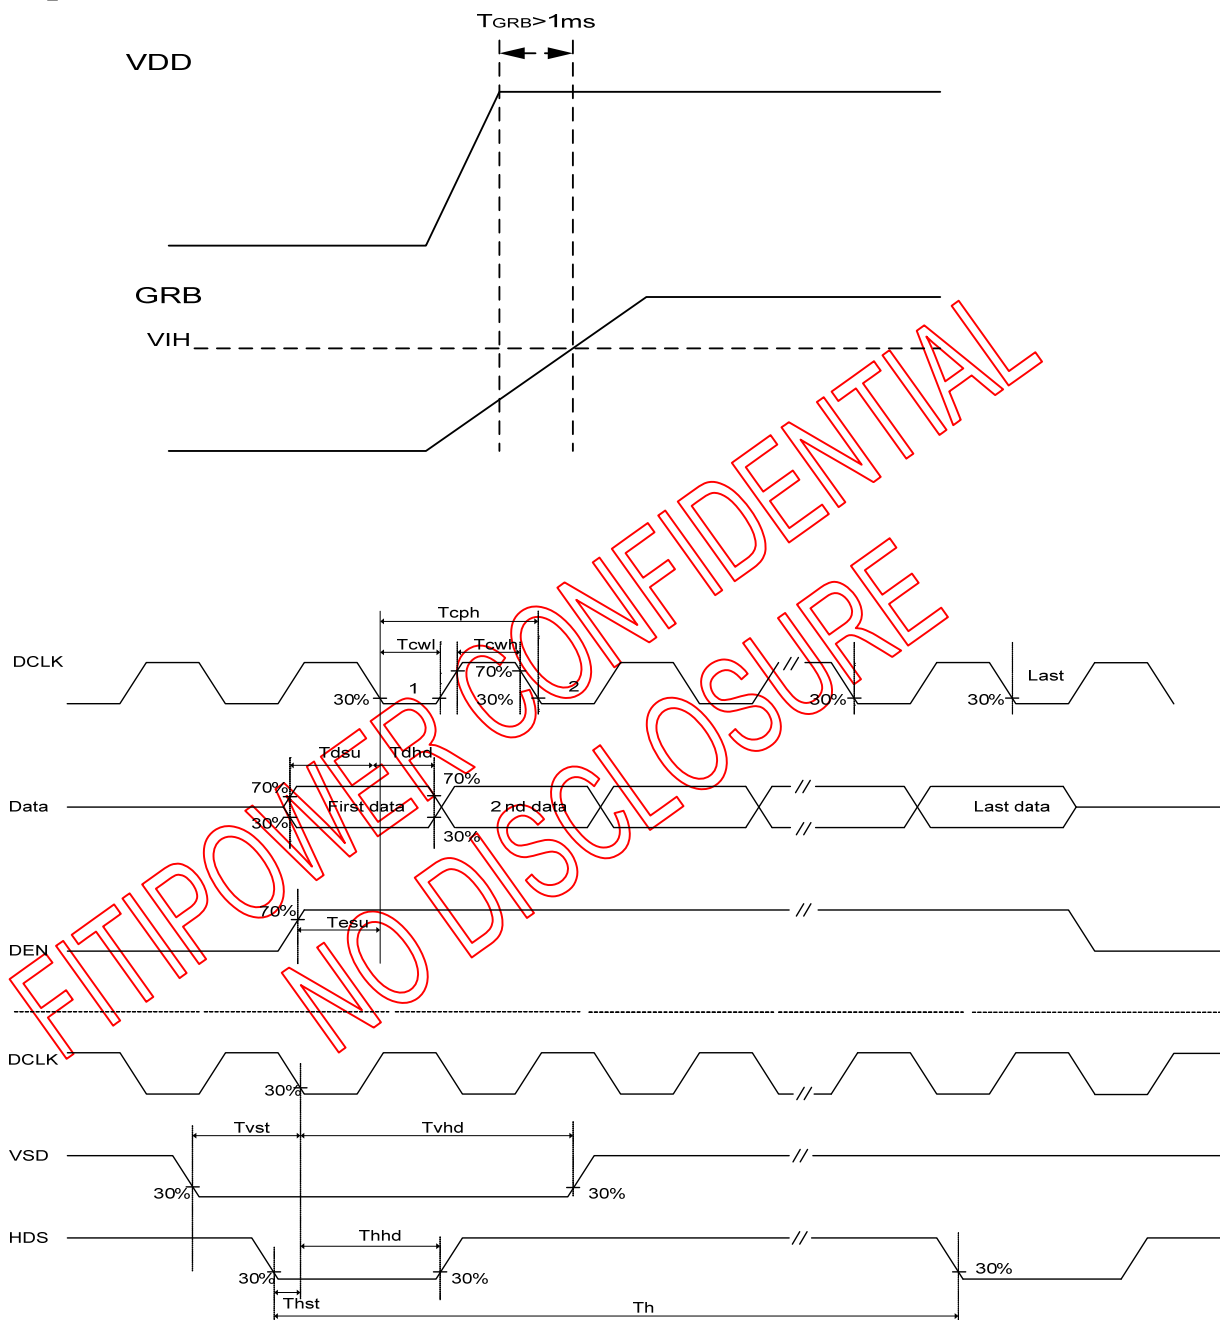 TGRB>1ms
VDD
GRB
VIH
Tcph
Tcwl Tcwh
DCLK
70%
30% 1 30% 2 30% 30% Last
Tdsu Tdhd
70% 70%
Data First data 2 nd data Last data
30% 30%
70%
Tesu
DEN
DCLK
30%
Tvst Tvhd
VSD
30% 30%
HDS Thhd
30% 30% 30%
Thst Th
FITIPOWER CONFIDENTIAL
NO DISCLOSURE